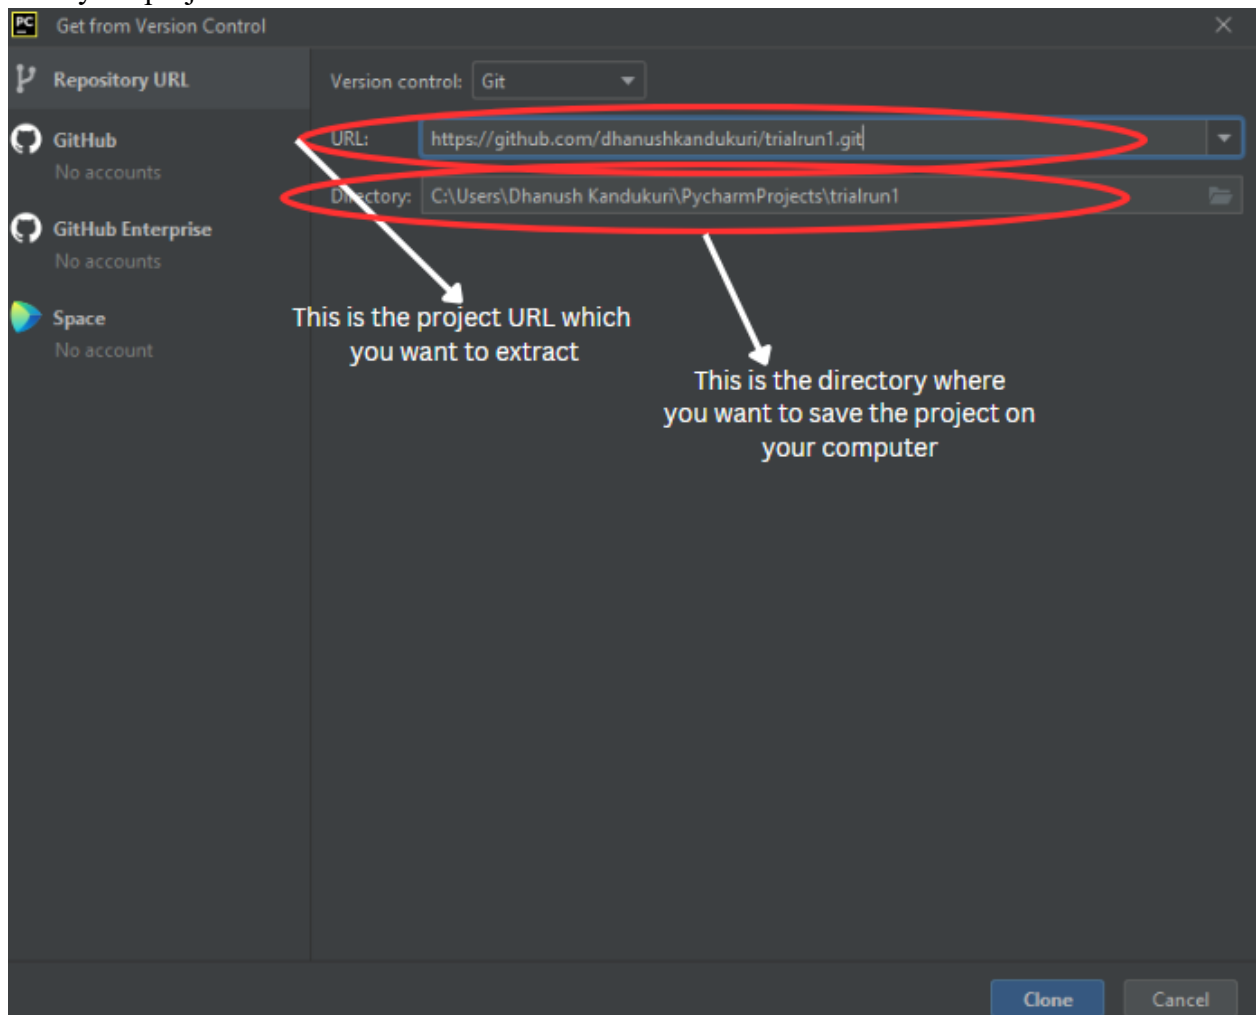 PC Get from Version Control
Repository URL
Version control: Git
GitHub
No accounts
URL: https://github.com/dhanushkandukuri/trialrun1.git
Directory: C:\Users\Dhanush Kandukuri\PycharmProjects\trialrun1
GitHub Enterprise
No accounts
Space
No account
This is the project URL which
you want to extract
This is the directory where
you want to save the project on
your computer
Clone Cancel